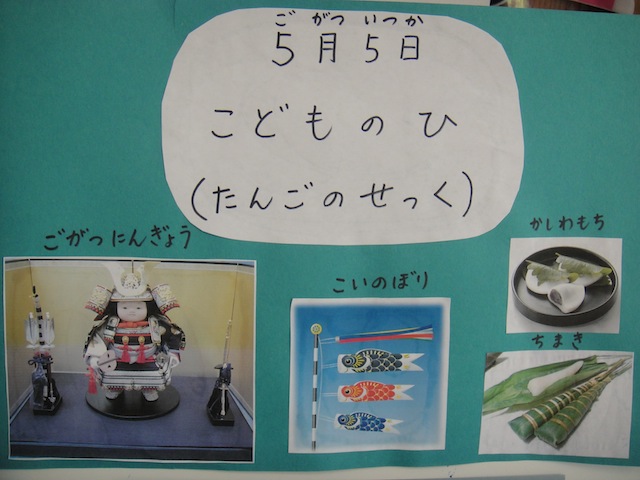 ごがついつか
5月5日
こどものひ
(たんごのせっく)
かしわもち
ごがつにんぎょう
こいのぼり
ちまき